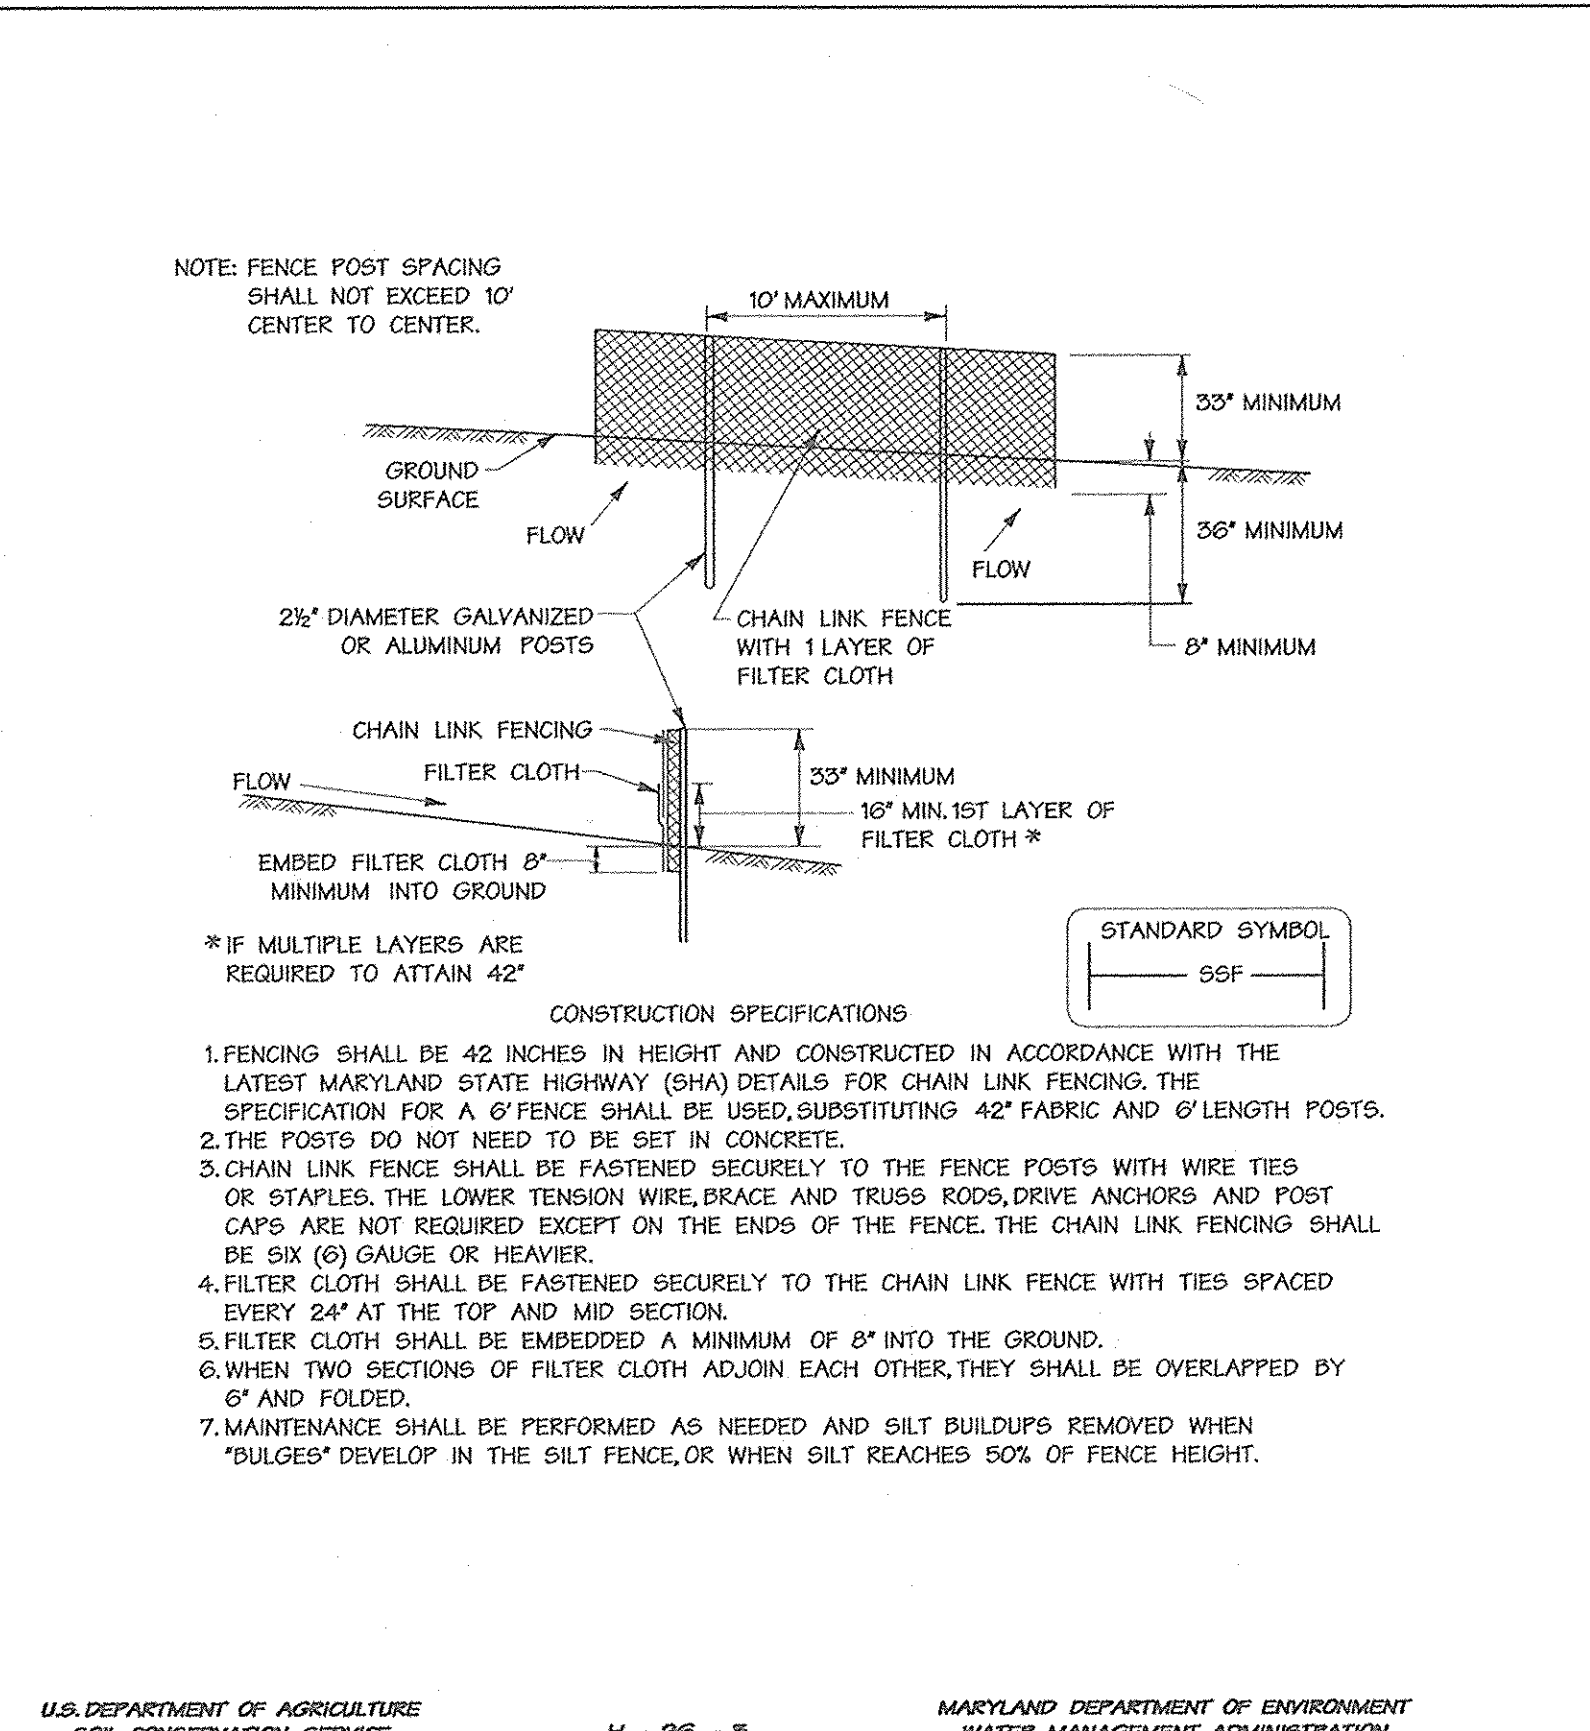 NOTE: FENCE POST SPACING
SHALL NOT EXCEED 10'
CENTER TO CENTER.
10' MAXIMUM
33" MINIMUM
GROUND
SURFACE
FLOW
36" MINIMUM
FLOW
2½" DIAMETER GALVANIZED
OR ALUMINUM POSTS
CHAIN LINK FENCE
WITH 1 LAYER OF
FILTER CLOTH
8" MINIMUM
CHAIN LINK FENCING
FILTER CLOTH
FLOW
33" MINIMUM
16" MIN. 1ST LAYER OF
FILTER CLOTH *
EMBED FILTER CLOTH 8"
MINIMUM INTO GROUND
* IF MULTIPLE LAYERS ARE
REQUIRED TO ATTAIN 42"
STANDARD SYMBOL
SSF
CONSTRUCTION SPECIFICATIONS
1. FENCING SHALL BE 42 INCHES IN HEIGHT AND CONSTRUCTED IN ACCORDANCE WITH THE
LATEST MARYLAND STATE HIGHWAY (SHA) DETAILS FOR CHAIN LINK FENCING. THE
SPECIFICATION FOR A 6' FENCE SHALL BE USED, SUBSTITUTING 42" FABRIC AND 6' LENGTH POSTS.
2. THE POSTS DO NOT NEED TO BE SET IN CONCRETE.
3. CHAIN LINK FENCE SHALL BE FASTENED SECURELY TO THE FENCE POSTS WITH WIRE TIES
OR STAPLES. THE LOWER TENSION WIRE, BRACE AND TRUSS RODS, DRIVE ANCHORS AND POST
CAPS ARE NOT REQUIRED EXCEPT ON THE ENDS OF THE FENCE. THE CHAIN LINK FENCING SHALL
BE SIX (6) GAUGE OR HEAVIER.
4. FILTER CLOTH SHALL BE FASTENED SECURELY TO THE CHAIN LINK FENCE WITH TIES SPACED
EVERY 24" AT THE TOP AND MID SECTION.
5. FILTER CLOTH SHALL BE EMBEDDED A MINIMUM OF 8" INTO THE GROUND.
6. WHEN TWO SECTIONS OF FILTER CLOTH ADJOIN EACH OTHER, THEY SHALL BE OVERLAPPED BY
6" AND FOLDED.
7. MAINTENANCE SHALL BE PERFORMED AS NEEDED AND SILT BUILDUPS REMOVED WHEN
"BULGES" DEVELOP IN THE SILT FENCE, OR WHEN SILT REACHES 50% OF FENCE HEIGHT.
U.S. DEPARTMENT OF AGRICULTURE
SOIL CONSERVATION SERVICE
H - 26 - 3
MARYLAND DEPARTMENT OF ENVIRONMENT
WATER MANAGEMENT ADMINISTRATION